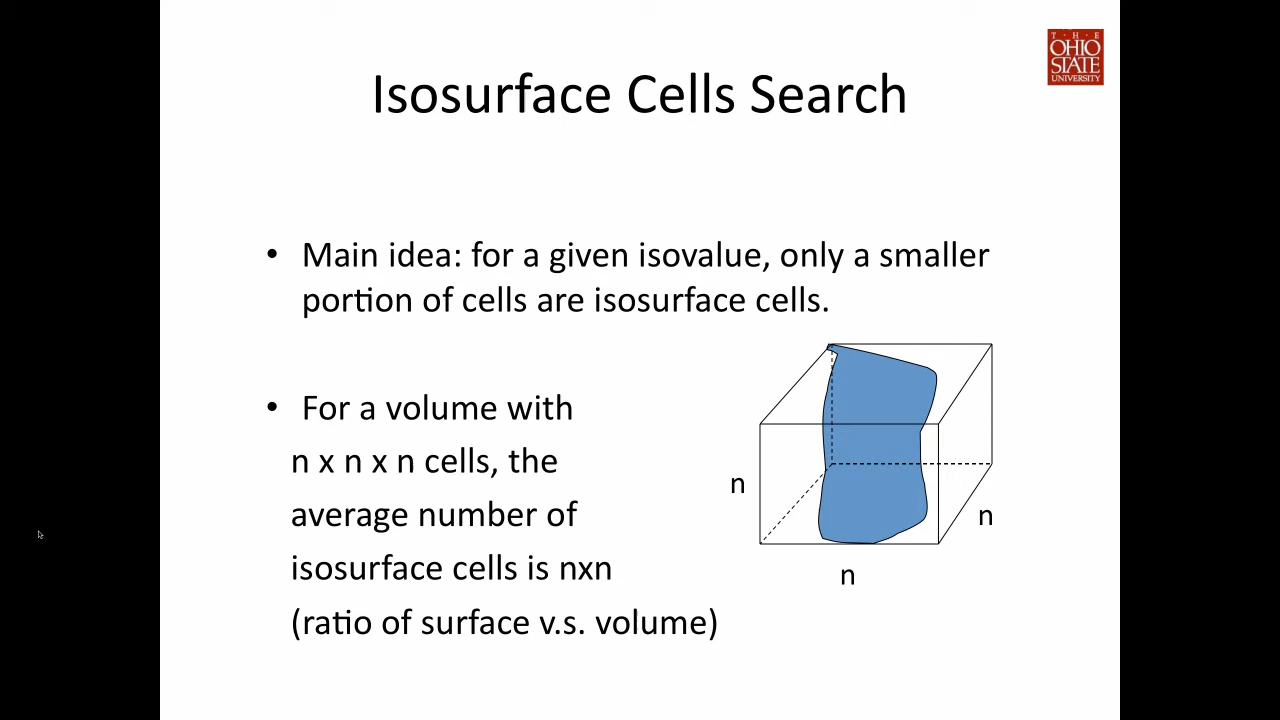 T · H · E
OHIO
STATE
UNIVERSITY
Isosurface Cells Search
• Main idea: for a given isovalue, only a smaller
portion of cells are isosurface cells.
• For a volume with
n x n x n cells, the
average number of
isosurface cells is nxn
(ratio of surface v.s. volume)
n
n
n